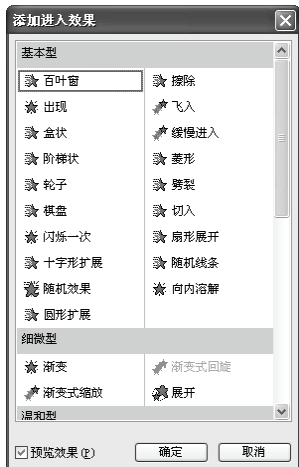 添加进入效果
基本型
百叶窗 擦除
出现 飞入
盒状 缓慢进入
阶梯状 菱形
轮子 劈裂
棋盘 切入
闪烁一次 扇形展开
十字形扩展 随机线条
随机效果 向内溶解
圆形扩展
细微型
渐变 渐变式回旋
渐变式缩放 展开
温和型
预览效果(P) 确定 取消